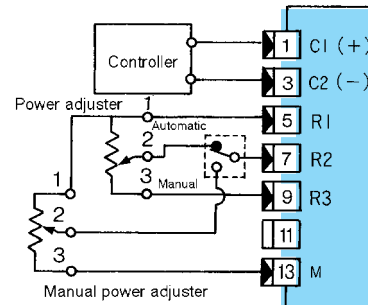 Controller
1 C1 (+)
3 C2 (−)
Power adjuster
1
Automatic
5 R1
2
7 R2
1
3 Manual
9 R3
2
11
3
13 M
Manual power adjuster